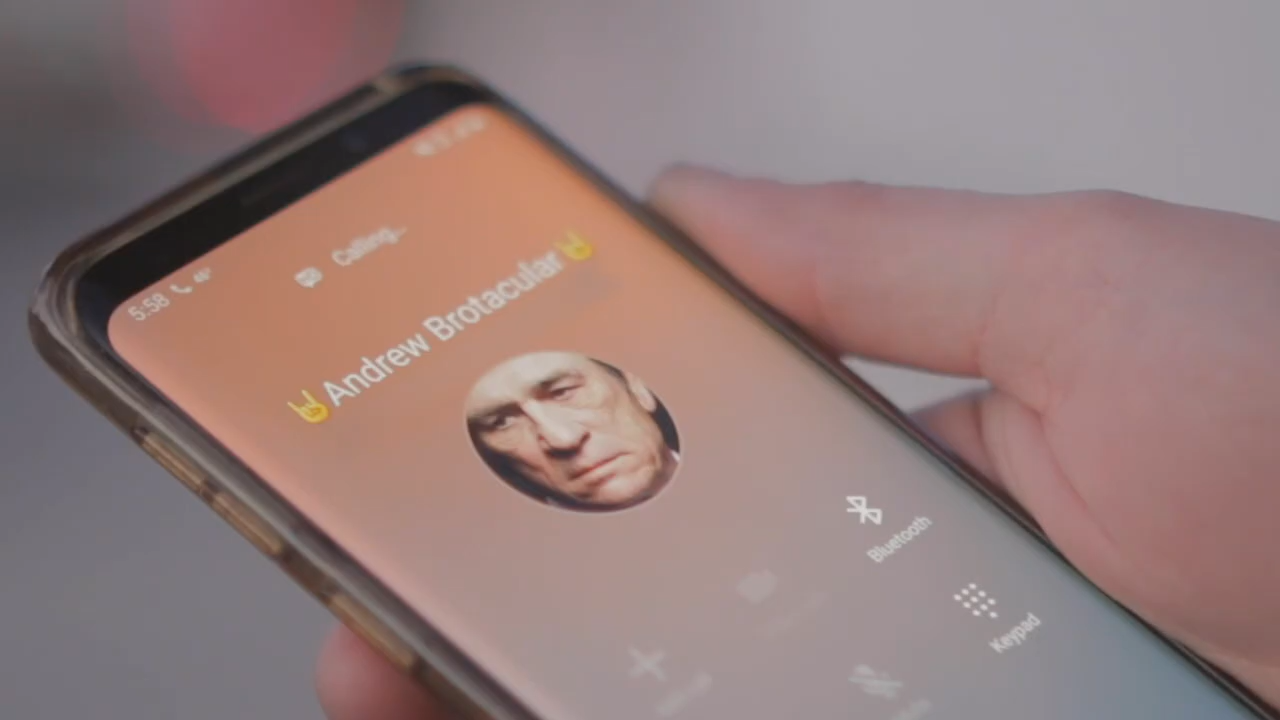 5:58
Calling...
🤘Andrew Brotacular🤘
Bluetooth
Keypad